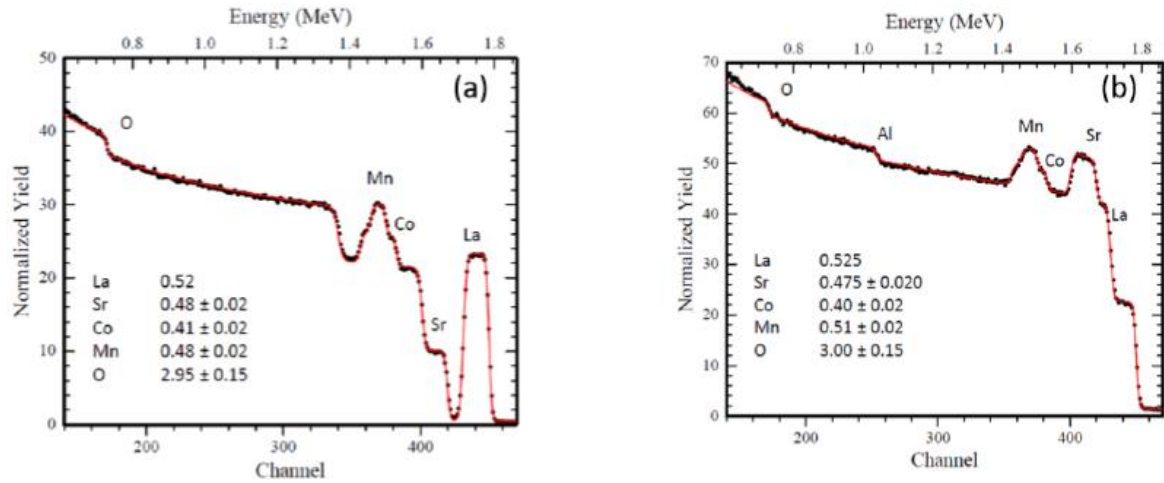 Energy (MeV)
0.8 1.0 1.2 1.4 1.6 1.8
50
40
30
20
10
0
Normalized Yield
(a)
O
Mn
Co
La
Sr
La 0.52
Sr 0.48 ± 0.02
Co 0.41 ± 0.02
Mn 0.48 ± 0.02
O 2.95 ± 0.15
200 300 400
Channel
Energy (MeV)
0.8 1.0 1.2 1.4 1.6 1.8
70
60
50
40
30
20
10
0
Normalized Yield
(b)
O
Al
Mn
Co
Sr
La
La 0.525
Sr 0.475 ± 0.020
Co 0.40 ± 0.02
Mn 0.51 ± 0.02
O 3.00 ± 0.15
200 300 400
Channel